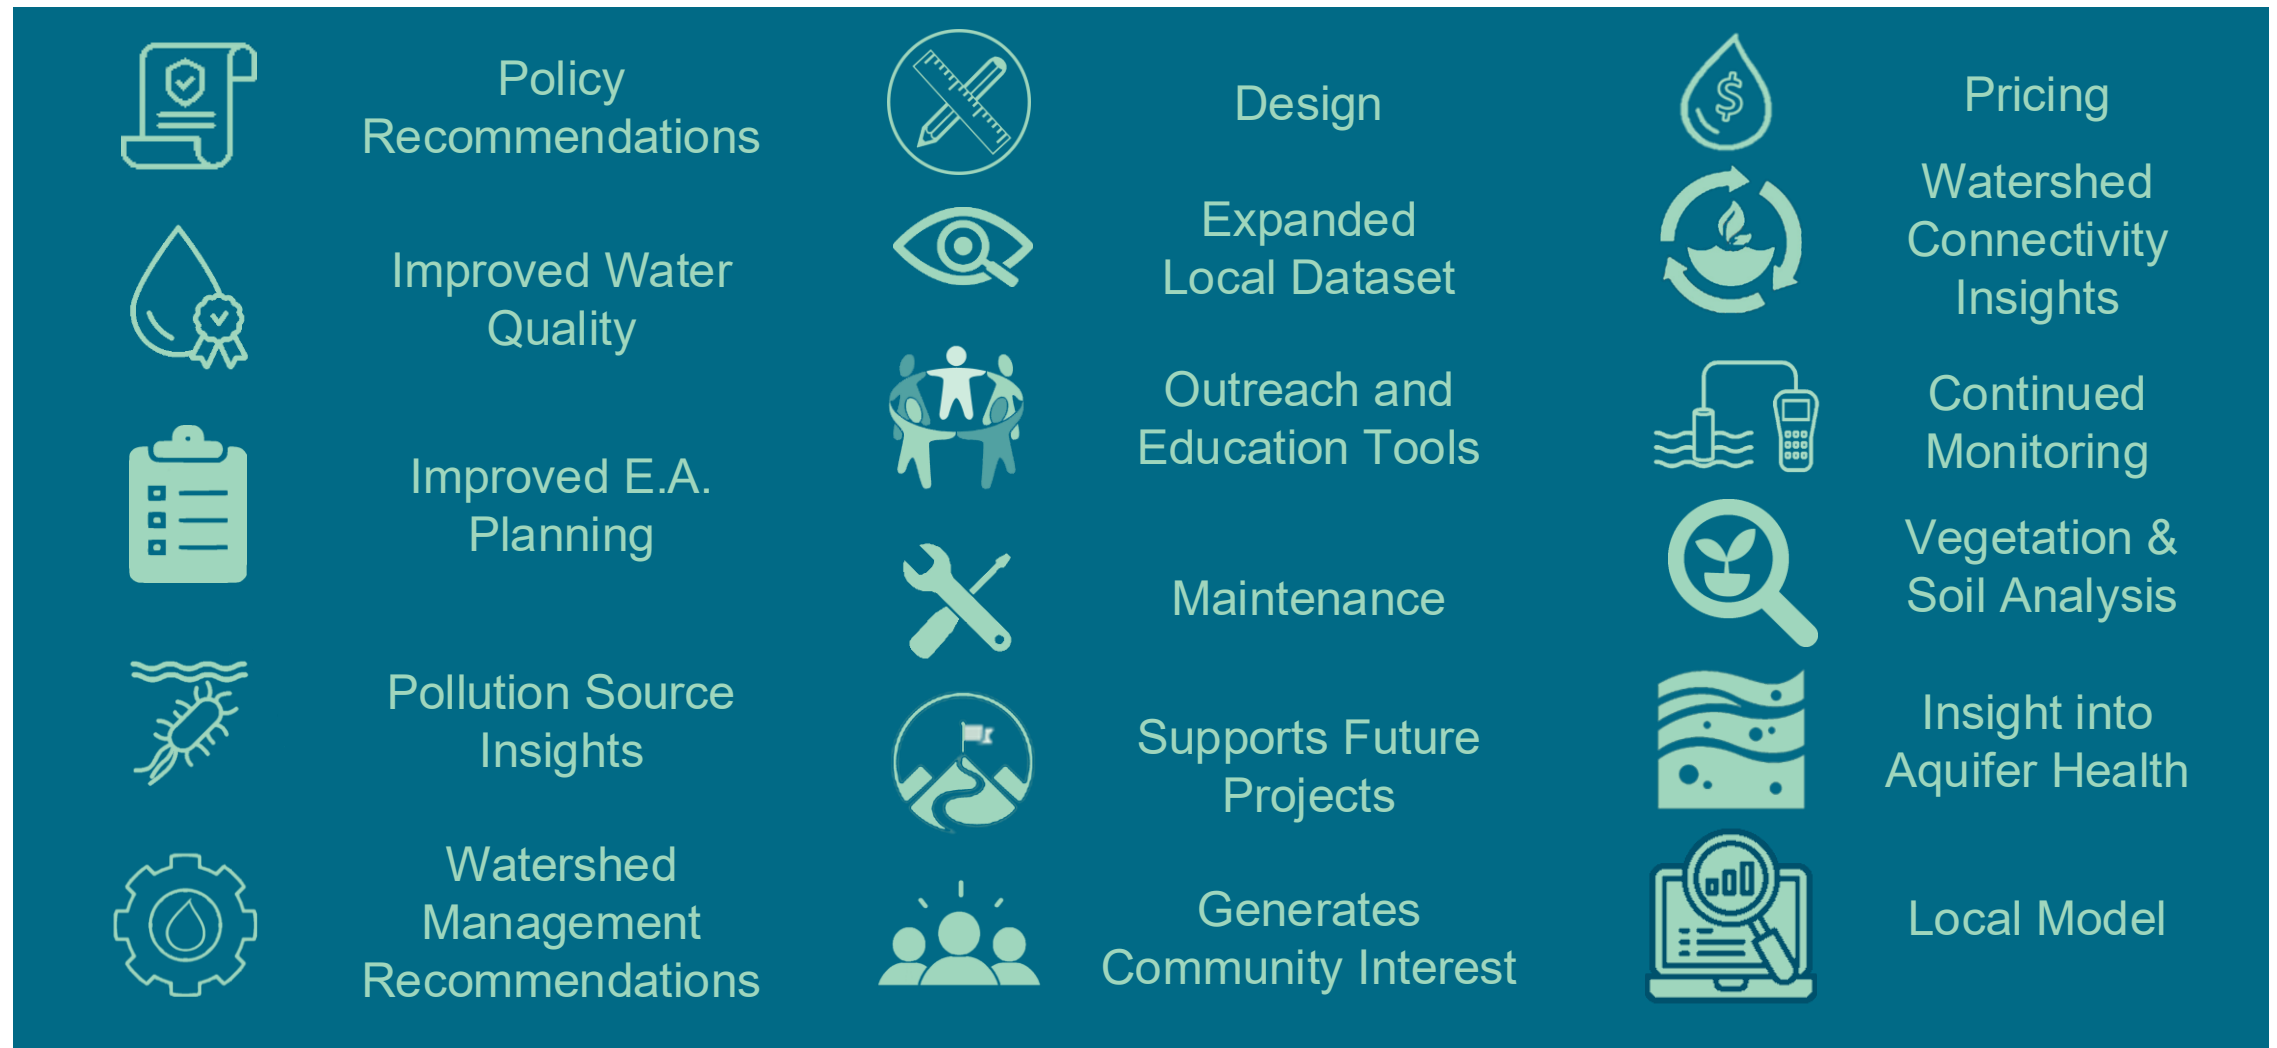 Policy
Recommendations
Improved Water
Quality
Improved E.A.
Planning
Pollution Source
Insights
Watershed
Management
Recommendations
Design
Expanded
Local Dataset
Outreach and
Education Tools
Maintenance
Supports Future
Projects
Generates
Community Interest
$
Pricing
Watershed
Connectivity
Insights
Continued
Monitoring
Vegetation &
Soil Analysis
Insight into
Aquifer Health
Local Model